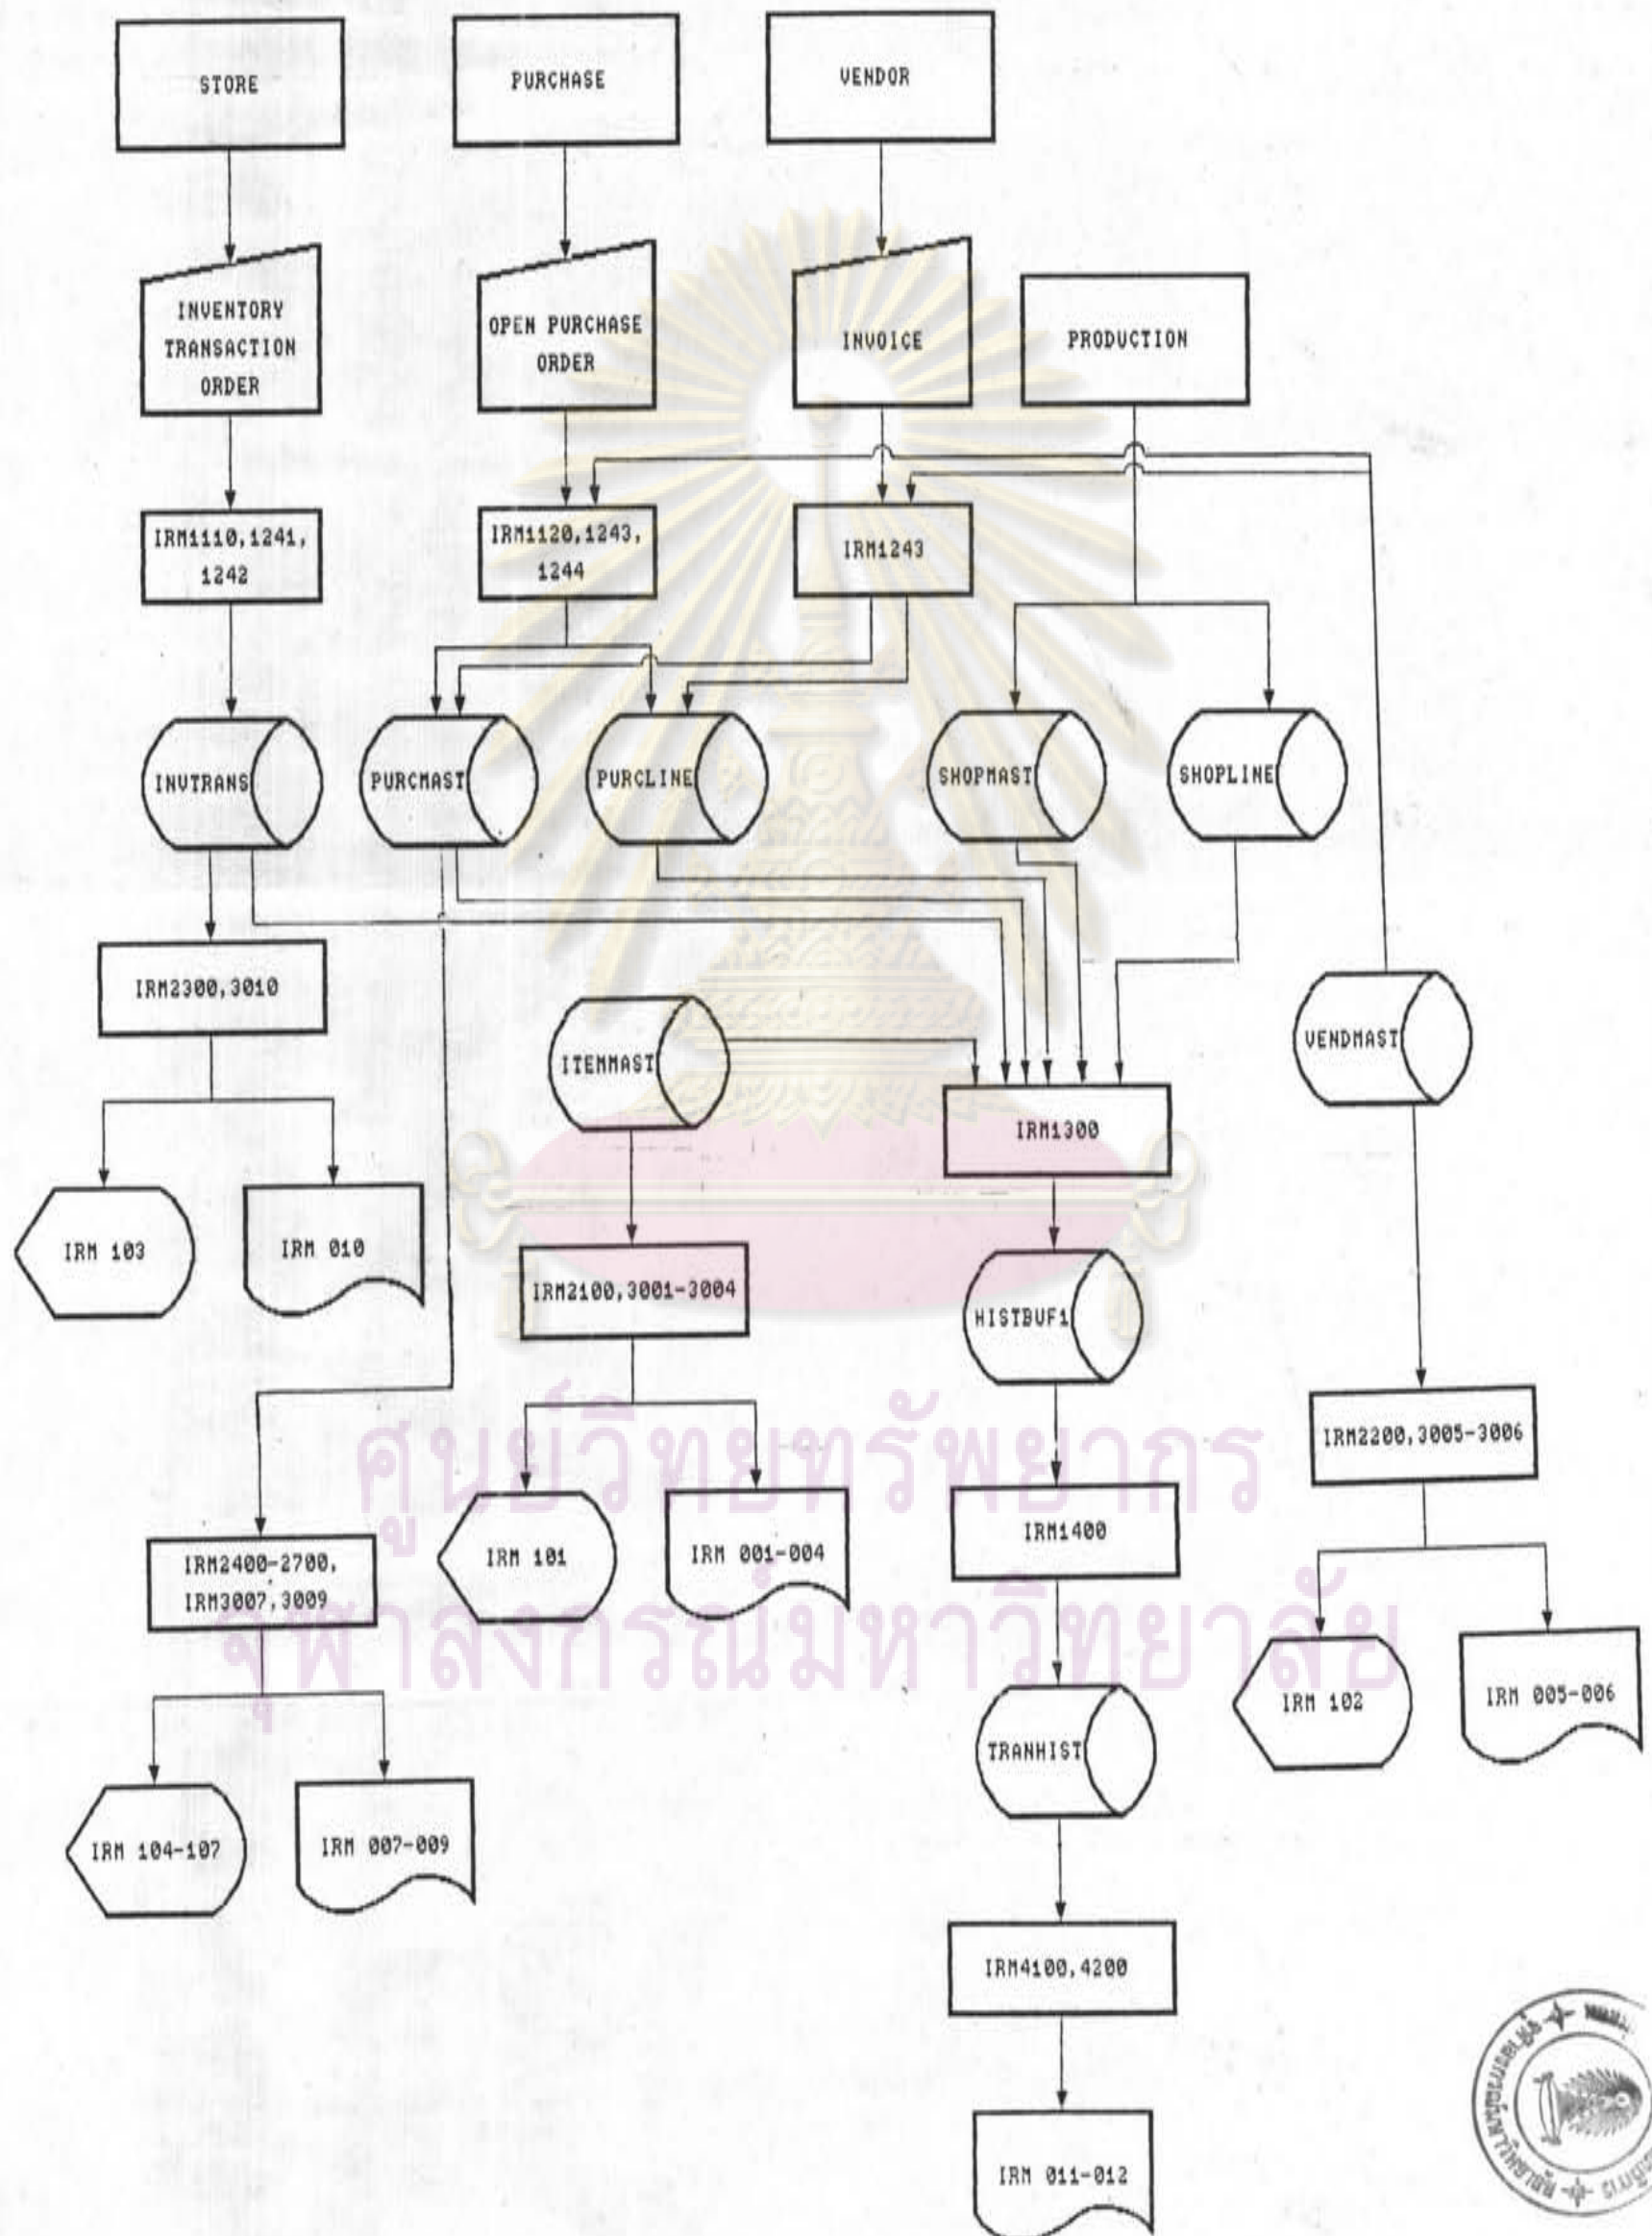 STORE
PURCHASE
VENDOR
INVENTORY
TRANSACTION
ORDER
OPEN PURCHASE
ORDER
INVOICE
PRODUCTION
IRM1110,1241,
1242
IRM1120,1243,
1244
IRM1243
INVTRANS
PURCMAST
PURCLINE
SHOPMAST
SHOPLINE
IRM2300,3010
ITEMMAST
VENDMAST
IRM1300
IRM 103
IRM 010
IRM2100,3001-3004
HISTBUF1
IRM2200,3005-3006
ศูนย์วิทยทรัพยากร
IRM1400
IRM2400-2700,
IRM3007,3009
IRM 101
IRM 001-004
จุฬาลงกรณ์มหาวิทยาลัย
IRM 102
IRM 005-006
TRANHIST
IRM 104-107
IRM 007-009
IRM4100,4200
IRM 011-012